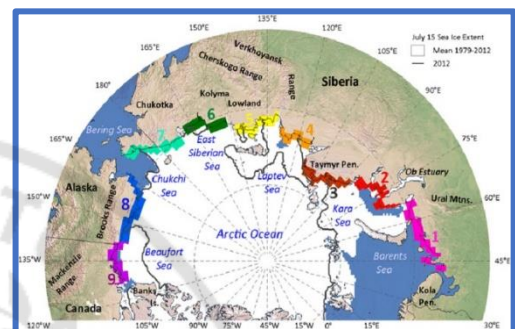 July 15 Sea Ice Extent
Mean 1979-2012
2012
135°E
165°E
105°E
180°
75°E
165°W
60°E
150°W
45°E
135°W
30°E
120°W
105°W
90°W
75°W
60°W
45°W
30°W
15°W
0°
15°E
Verkhoyansk
Range
Cherskogo Range
Siberia
Chukotka
Kolyma
Lowland
Bering Sea
East
Siberian
Sea
Laptev
Sea
Taymyr Pen.
Ob Estuary
Ural Mtns.
Alaska
Brooks Range
Chukchi
Sea
Kara
Sea
Arctic Ocean
Beaufort
Sea
Barents
Sea
Mackenzie
Range
Canada
Banks
Is.
Kola
Pen.
1
2
3
4
5
6
7
8
9